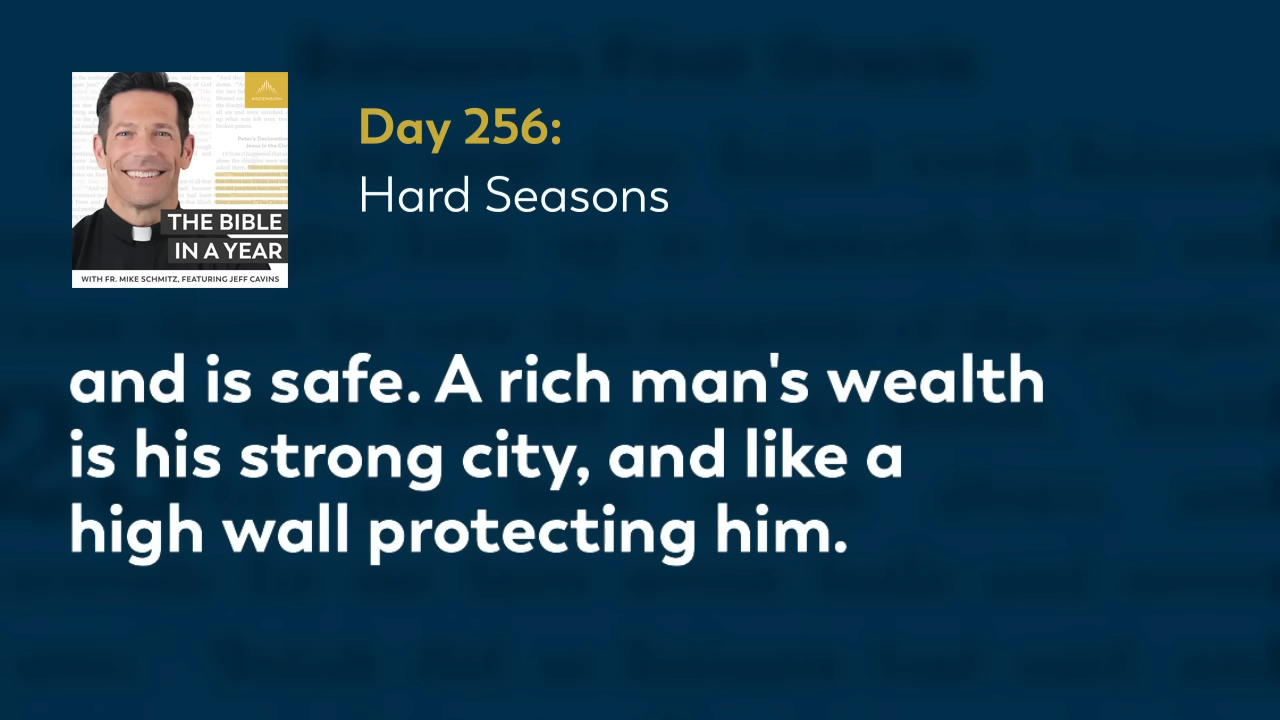 Day 256:
Hard Seasons
ASCENSION
THE BIBLE
IN A YEAR
WITH FR. MIKE SCHMITZ, FEATURING JEFF CAVINS
and is safe. A rich man's wealth
is his strong city, and like a
high wall protecting him.